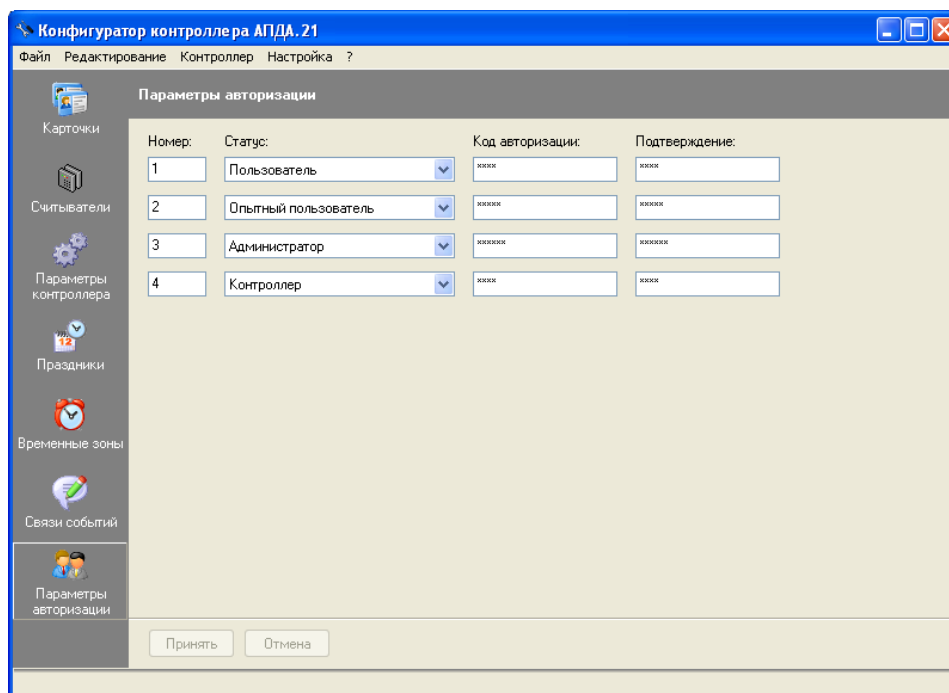 Конфигуратор контроллера АПДА.21
Файл Редактирование Контроллер Настройка ?
Карточки
Считыватели
Параметры
контроллера
12
Праздники
Временные зоны
Связи событий
Параметры
авторизации
Параметры авторизации
Номер: Статус: Код авторизации: Подтверждение:
1 Пользователь **** ****
2 Опытный пользователь ***** *****
3 Администратор ****** ******
4 Контроллер **** ****
Принять Отмена